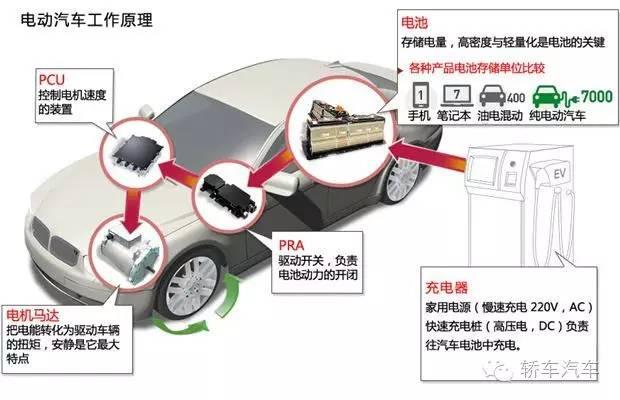 电动汽车工作原理
电池
存储电量，高密度与轻量化是电池的关键
各种产品电池存储单位比较
1
7
400
7000
手机
笔记本
油电混动
纯电动汽车
PCU
控制电机速度
的装置
EV
PRA
驱动开关，负责
电池动力的开闭
充电器
家用电源（慢速充电 220V，AC）
快速充电桩（高压电，DC）负责
往汽车电池中充电。
电机马达
把电能转化为驱动车辆
的扭矩，安静是它最大
特点
轿车汽车